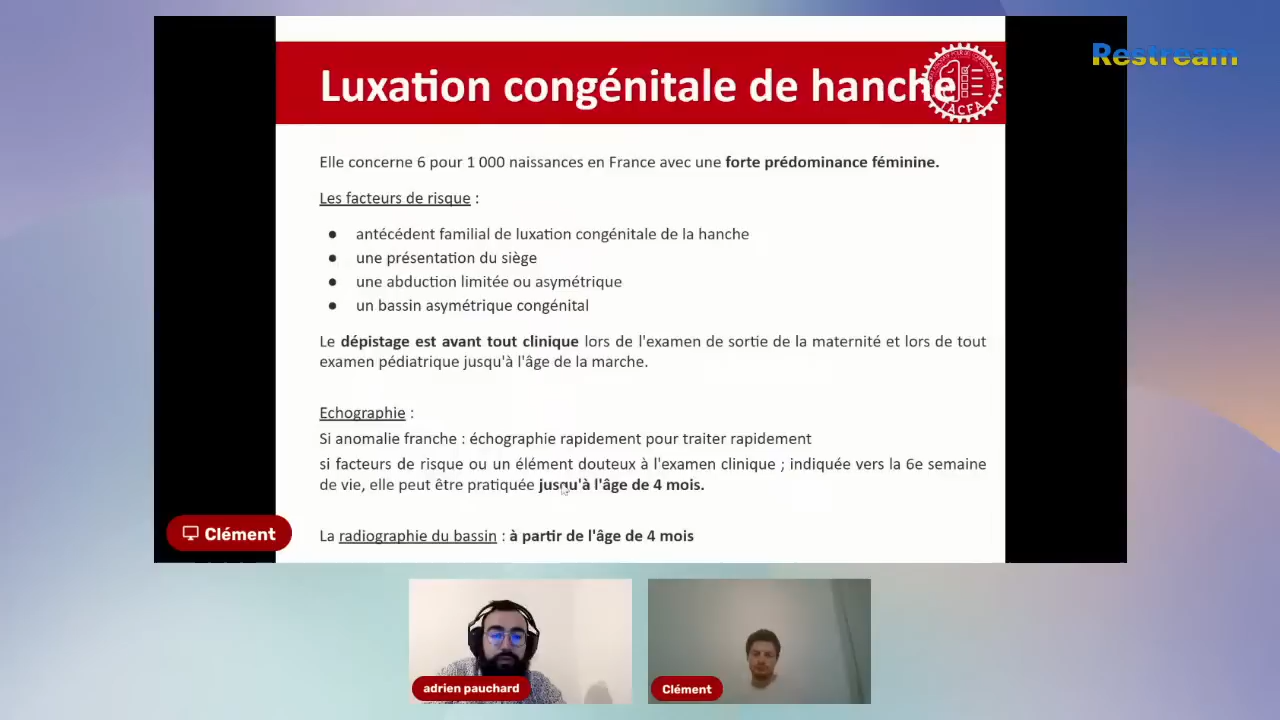 Restream
Luxation congénitale de hanche
IACFA
Elle concerne 6 pour 1 000 naissances en France avec une forte prédominance féminine.
Les facteurs de risque :
● antécédent familial de luxation congénitale de la hanche
● une présentation du siège
● une abduction limitée ou asymétrique
● un bassin asymétrique congénital
Le dépistage est avant tout clinique lors de l'examen de sortie de la maternité et lors de tout
examen pédiatrique jusqu'à l'âge de la marche.
Echographie :
Si anomalie franche : échographie rapidement pour traiter rapidement
si facteurs de risque ou un élément douteux à l'examen clinique ; indiquée vers la 6e semaine
de vie, elle peut être pratiquée jusqu'à l'âge de 4 mois.
La radiographie du bassin : à partir de l'âge de 4 mois
Clément
adrien pauchard
Clément